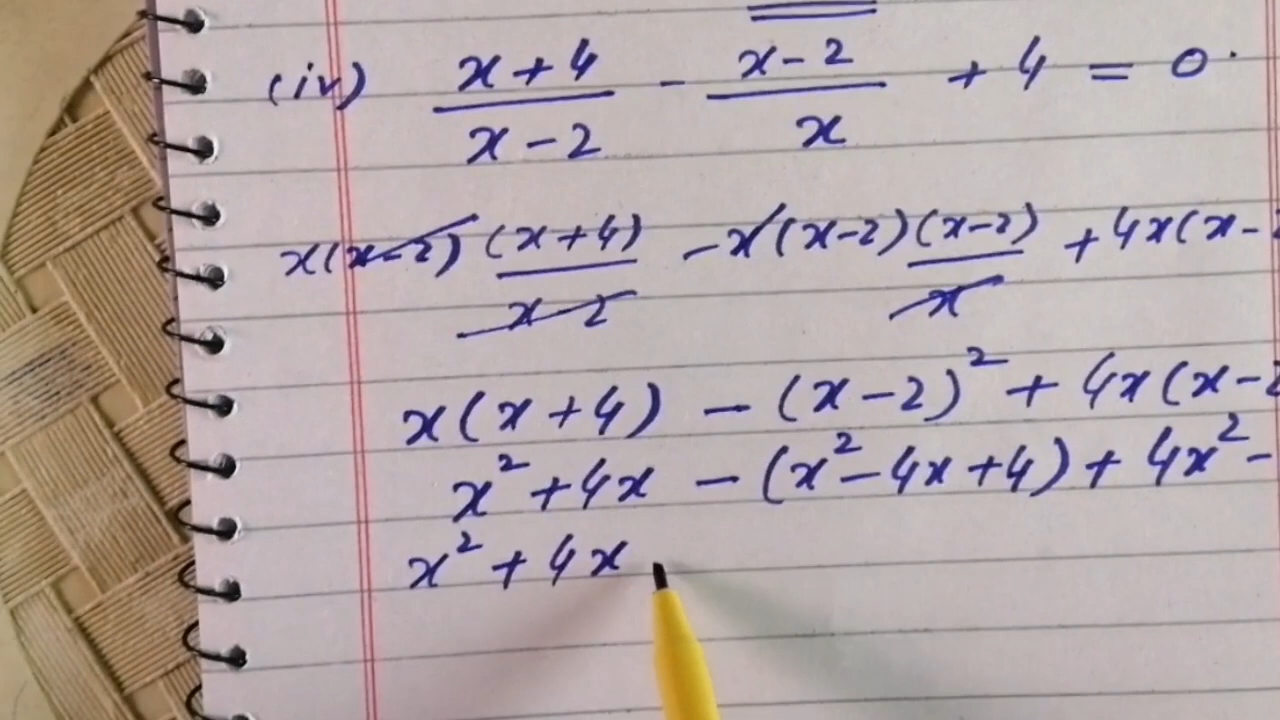 (iv) (x+4)/(x-2) - (x-2)/x + 4 = 0.
x(x-2) (x+4)/(x-2) - x(x-2) (x-2)/x + 4x(x-
x(x+4) - (x-2)² + 4x(x-2
x² + 4x - (x² - 4x + 4) + 4x² -
x² + 4x